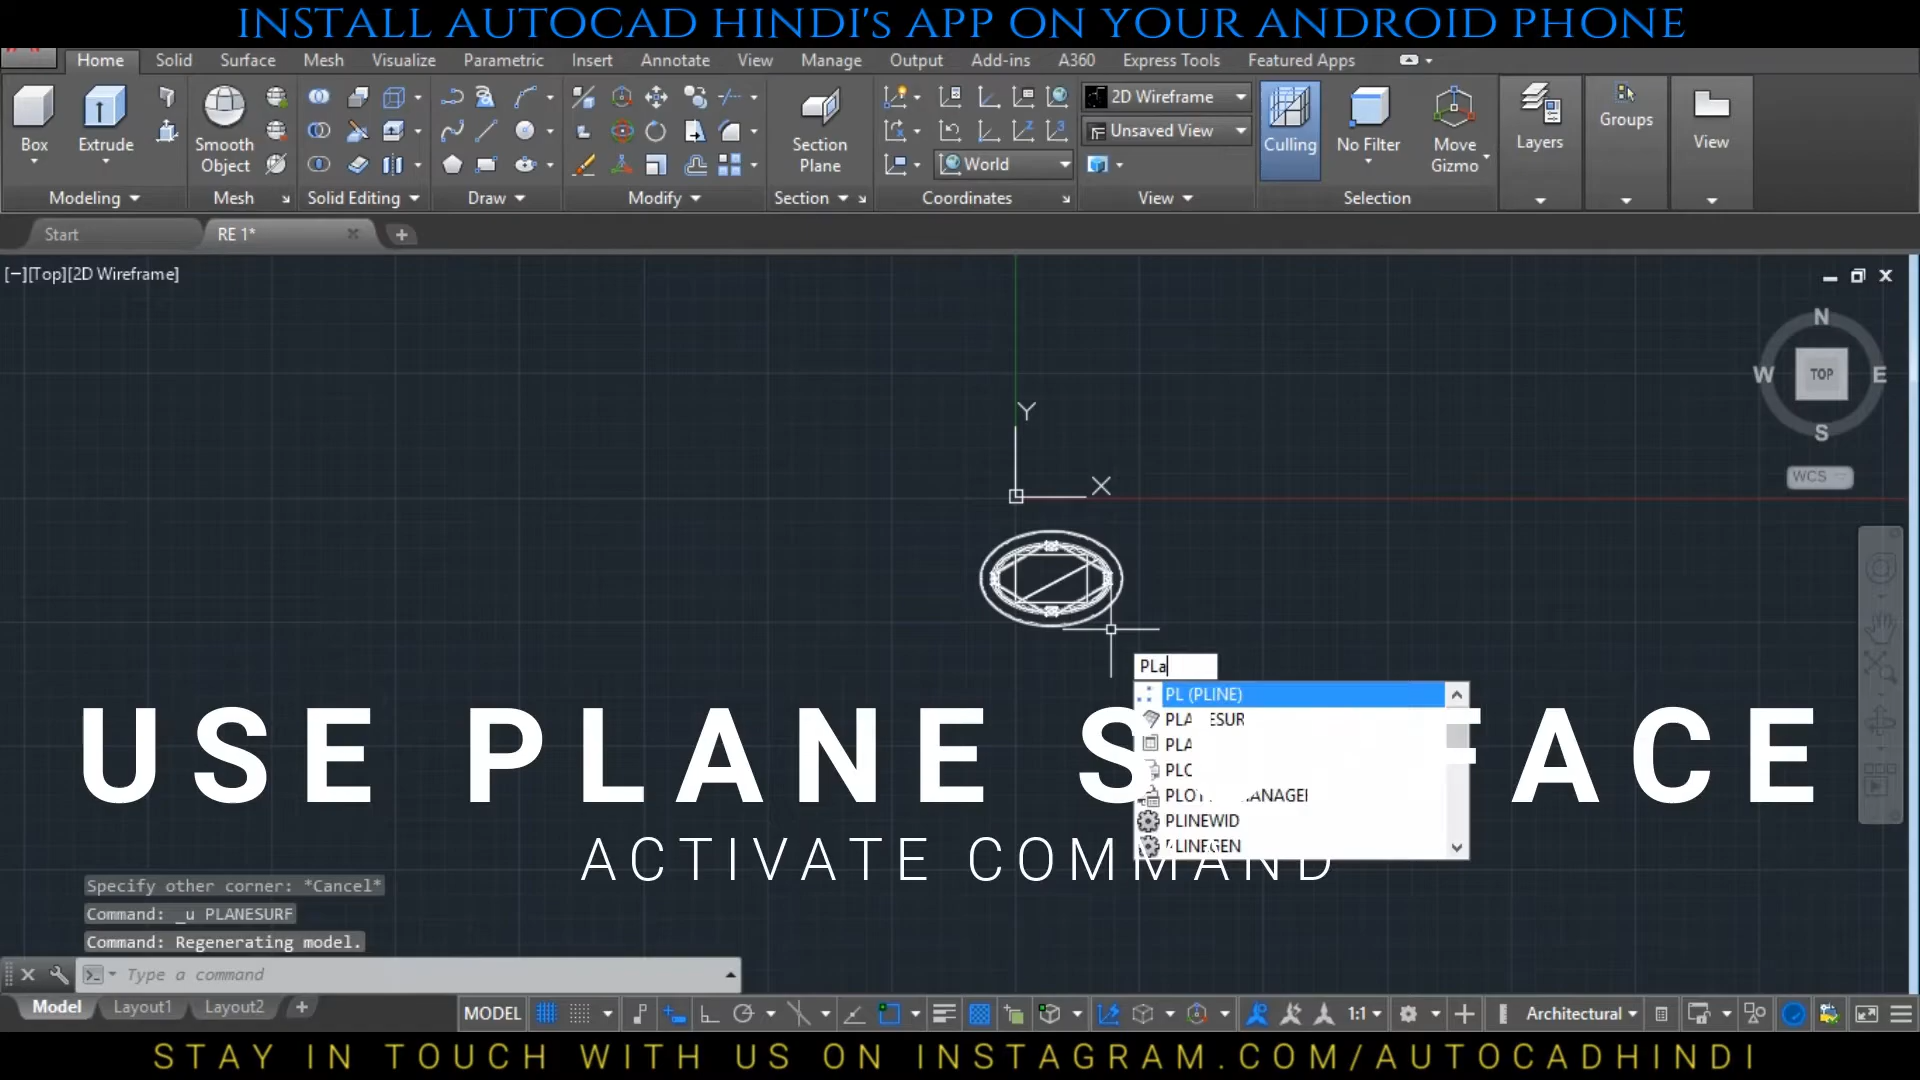 INSTALL AUTOCAD HINDI's APP ON YOUR ANDROID PHONE
Home Solid Surface Mesh Visualize Parametric Insert Annotate View Manage Output Add-ins A360 Express Tools Featured Apps
Box Extrude Smooth Object Section Plane World 2D Wireframe Unsaved View Culling No Filter Move Gizmo Layers Groups View
Modeling Mesh Solid Editing Draw Modify Section Coordinates View Selection
Start RE 1*
[−][Top][2D Wireframe]
N
W TOP E
S
WCS
Y
X
PLa
PL (PLINE)
PLA ESUR
PLA
PLINEWID
PLINEGEN
USE PLANE S FACE
ACTIVATE COMMAND
Specify other corner: *Cancel*
Command: _u PLANESURF
Command: Regenerating model.
Type a command
Model Layout1 Layout2 MODEL 1:1 Architectural
STAY IN TOUCH WITH US ON INSTAGRAM.COM/AUTOCADHINDI